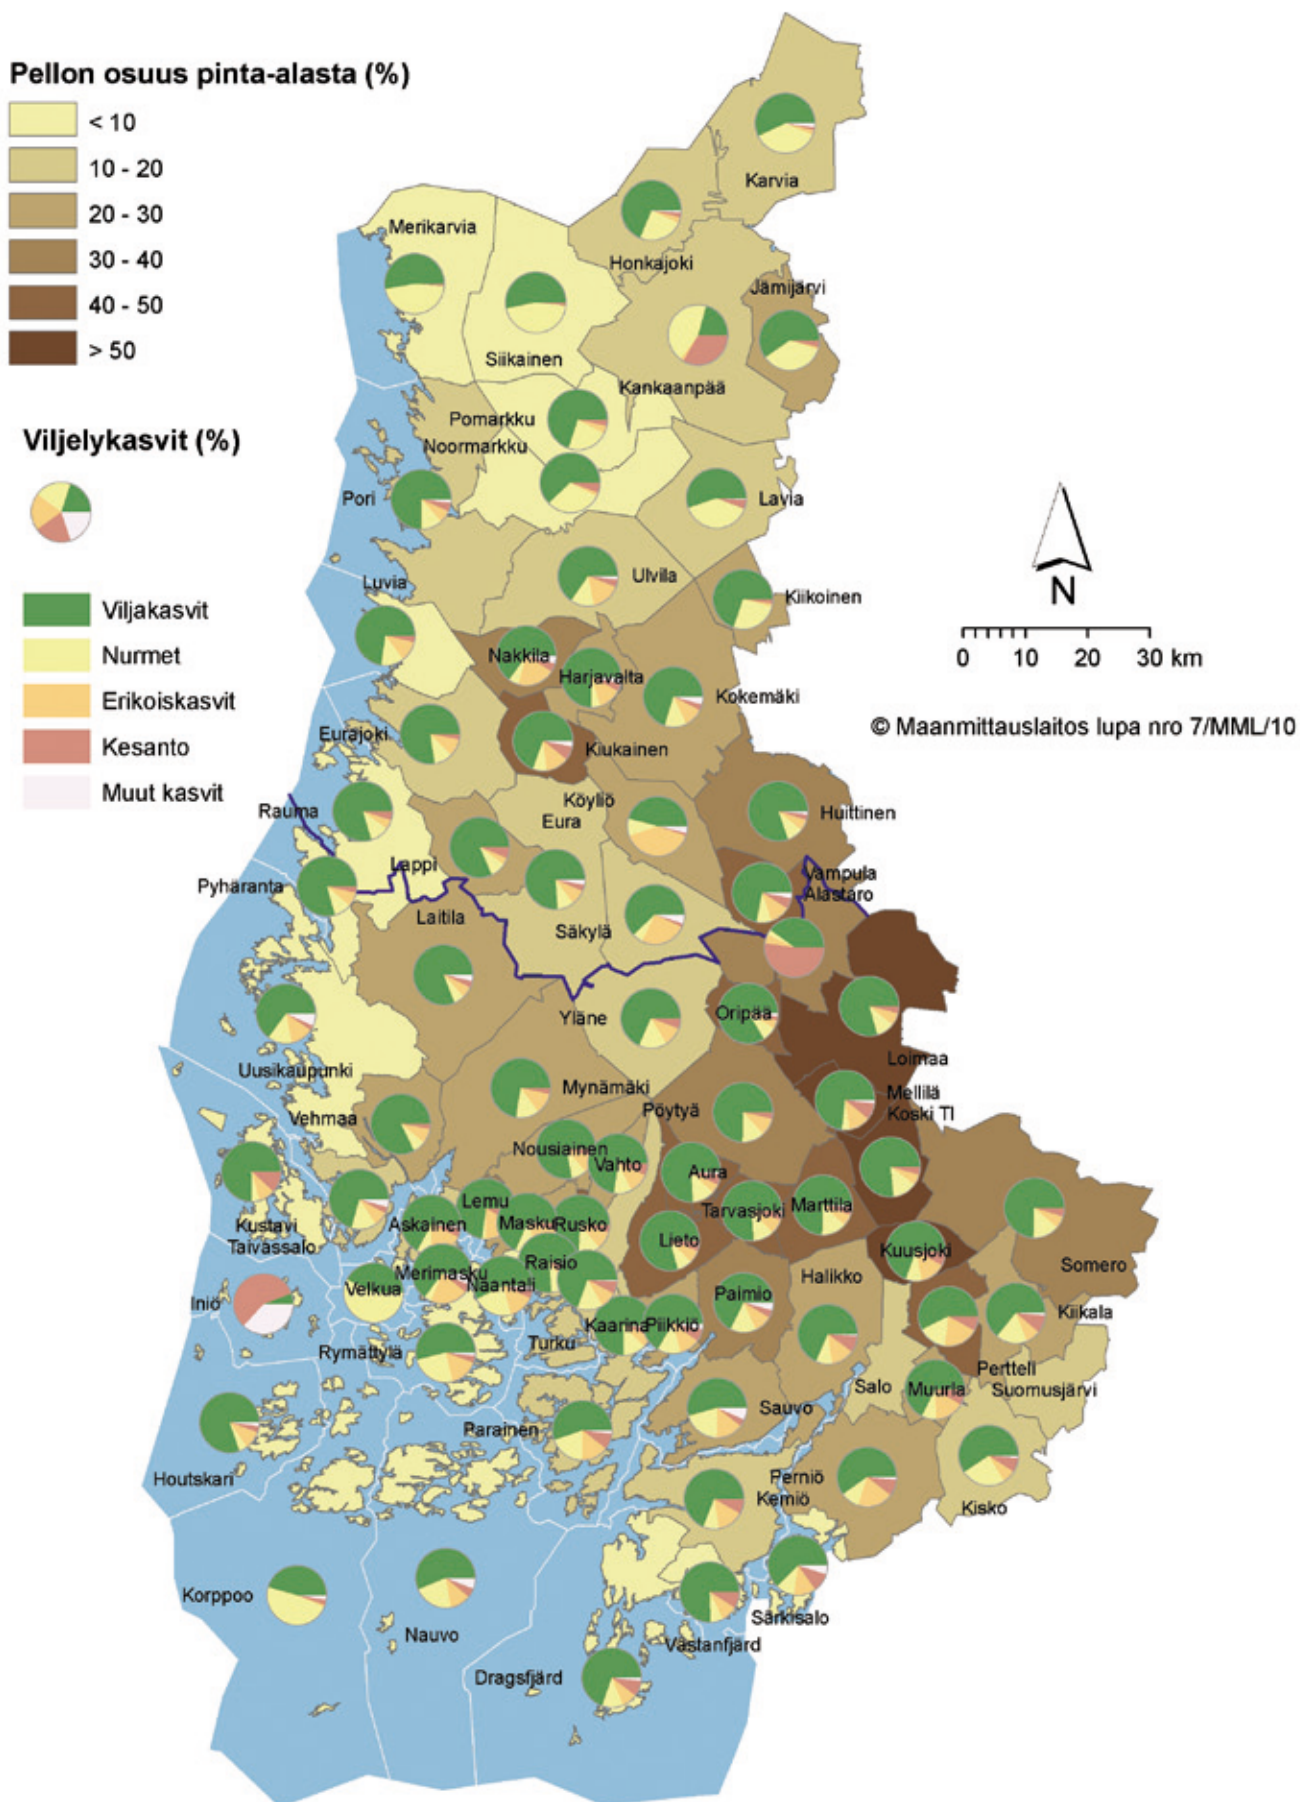 Pellon osuus pinta-alasta (%)
< 10
10 - 20
20 - 30
30 - 40
40 - 50
> 50
Viljelykasvit (%)
Viljakasvit
Nurmet
Erikoiskasvit
Kesanto
Muut kasvit
N
0 10 20 30 km
© Maanmittauslaitos lupa nro 7/MML/10
Karvia
Merikarvia
Honkajoki
Jämijärvi
Siikainen
Kankaanpää
Pomarkku
Noormarkku
Pori
Lavia
Ulvila
Luvia
Kiikoinen
Nakkila
Harjavalta
Kokemäki
Eurajoki
Kiukainen
Köyliö
Eura
Rauma
Huittinen
Lappi
Vampula
Pyhäranta
Alastaro
Laitila
Säkylä
Yläne
Oripää
Loimaa
Uusikaupunki
Mynämäki
Mellilä
Pöytyä
Koski Tl
Vehmaa
Nousiainen
Vahto
Aura
Lemu
Marttila
Tarvasjoki
Kustavi
Askainen
Masku
Rusko
Taivassalo
Lieto
Kuusjoki
Somero
Raisio
Merimasku
Naantali
Halikko
Velkua
Paimio
Iniö
Kiikala
Kaarina
Piikkiö
Turku
Rymättylä
Pertteli
Salo
Muurla
Suomusjärvi
Sauvo
Parainen
Houtskari
Perniö
Kemiö
Kisko
Korppoo
Nauvo
Särkisalo
Västanfjärd
Dragsfjärd